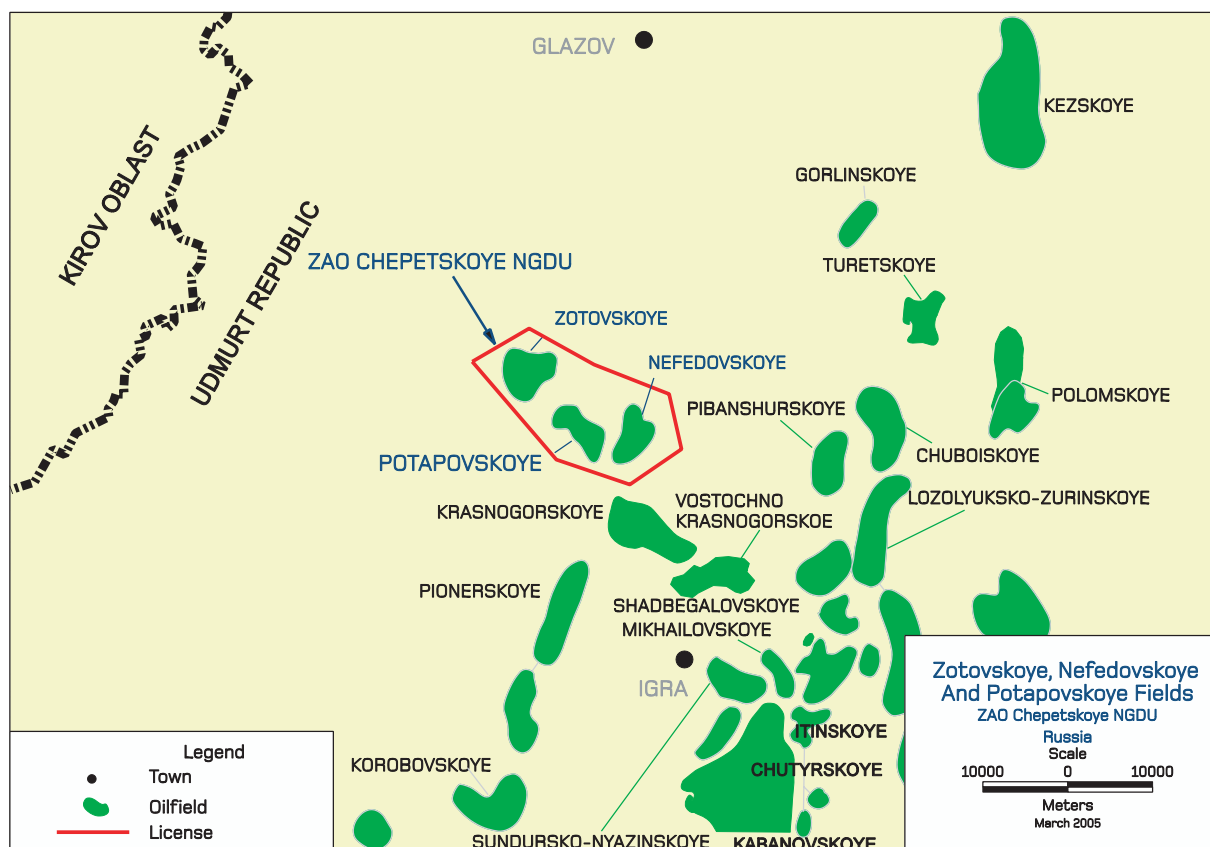 GLAZOV
KEZSKOYE
KIROV OBLAST
UDMURT REPUBLIC
GORLINSKOYE
ZAO CHEPETSKOYE NGDU
TURETSKOYE
ZOTOVSKOYE
NEFEDOVSKOYE
POLOMSKOYE
PIBANSHURSKOYE
CHUBOISKOYE
POTAPOVSKOYE
KRASNOGORSKOYE
VOSTOCHNO
KRASNOGORSKOE
LOZOLYUKSKO-ZURINSKOYE
PIONERSKOYE
SHADBEGALOVSKOYE
MIKHAILOVSKOYE
IGRA
ITINSKOYE
CHUTYRSKOYE
KOROBOVSKOYE
SUNDURSKO-NYAZINSKOYE
KABANOVSKOYE
Legend
Town
Oilfield
License
Zotovskoye, Nefedovskoye
And Potapovskoye Fields
ZAO Chepetskoye NGDU
Russia
Scale
10000 0 10000
Meters
March 2005